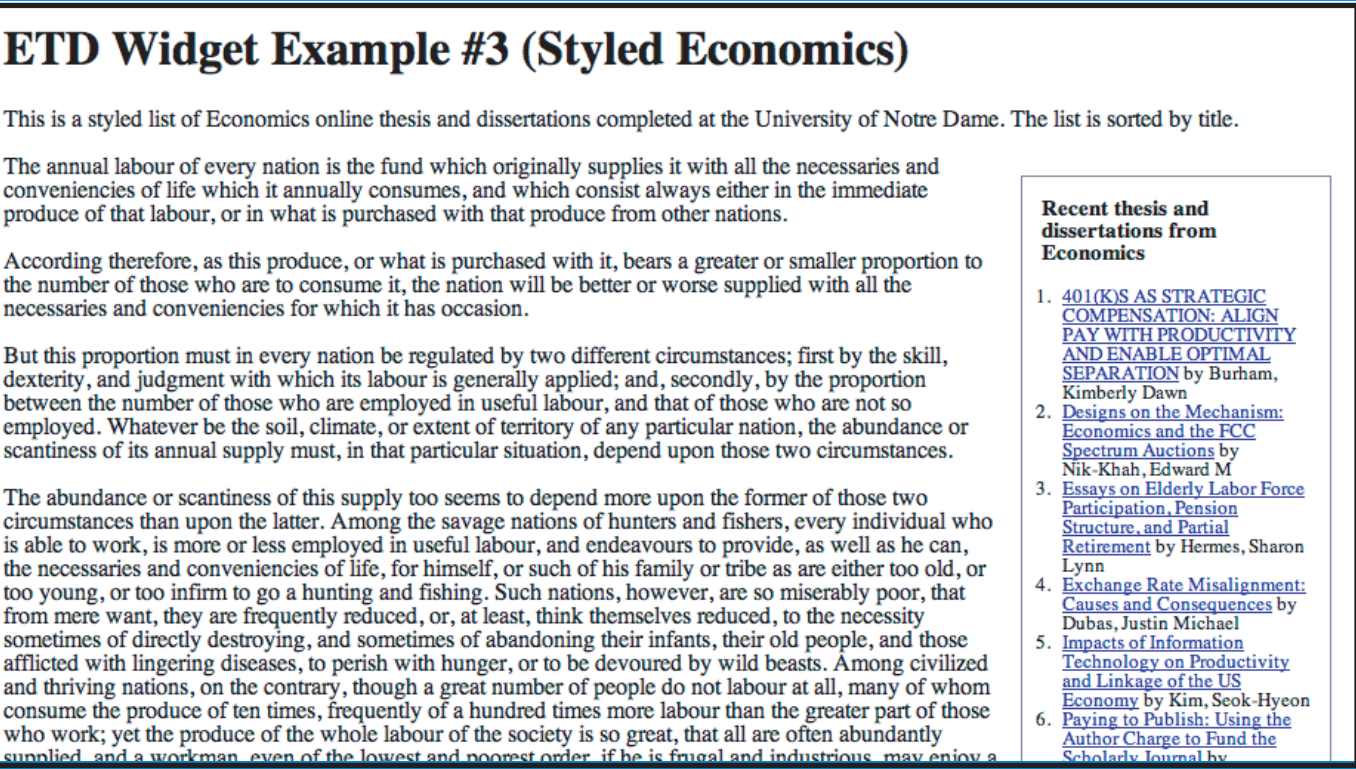 ETD Widget Example #3 (Styled Economics)
This is a styled list of Economics online thesis and dissertations completed at the University of Notre Dame. The list is sorted by title.
The annual labour of every nation is the fund which originally supplies it with all the necessaries and
conveniencies of life which it annually consumes, and which consist always either in the immediate
produce of that labour, or in what is purchased with that produce from other nations.
According therefore, as this produce, or what is purchased with it, bears a greater or smaller proportion to
the number of those who are to consume it, the nation will be better or worse supplied with all the
necessaries and conveniencies for which it has occasion.
But this proportion must in every nation be regulated by two different circumstances; first by the skill,
dexterity, and judgment with which its labour is generally applied; and, secondly, by the proportion
between the number of those who are employed in useful labour, and that of those who are not so
employed. Whatever be the soil, climate, or extent of territory of any particular nation, the abundance or
scantiness of its annual supply must, in that particular situation, depend upon those two circumstances.
The abundance or scantiness of this supply too seems to depend more upon the former of those two
circumstances than upon the latter. Among the savage nations of hunters and fishers, every individual who
is able to work, is more or less employed in useful labour, and endeavours to provide, as well as he can,
the necessaries and conveniencies of life, for himself, or such of his family or tribe as are either too old, or
too young, or too infirm to go a hunting and fishing. Such nations, however, are so miserably poor, that
from mere want, they are frequently reduced, or, at least, think themselves reduced, to the necessity
sometimes of directly destroying, and sometimes of abandoning their infants, their old people, and those
afflicted with lingering diseases, to perish with hunger, or to be devoured by wild beasts. Among civilized
and thriving nations, on the contrary, though a great number of people do not labour at all, many of whom
consume the produce of ten times, frequently of a hundred times more labour than the greater part of those
who work; yet the produce of the whole labour of the society is so great, that all are often abundantly
supplied, and a workman, even of the lowest and poorest order, if he is frugal and industrious, may enjoy a
Recent thesis and
dissertations from
Economics
1. 401(K)S AS STRATEGIC
COMPENSATION: ALIGN
PAY WITH PRODUCTIVITY
AND ENABLE OPTIMAL
SEPARATION by Burham,
Kimberly Dawn
2. Designs on the Mechanism:
Economics and the FCC
Spectrum Auctions by
Nik-Khah, Edward M
3. Essays on Elderly Labor Force
Participation, Pension
Structure, and Partial
Retirement by Hermes, Sharon
Lynn
4. Exchange Rate Misalignment:
Causes and Consequences by
Dubas, Justin Michael
5. Impacts of Information
Technology on Productivity
and Linkage of the US
Economy by Kim, Seok-Hyeon
6. Paying to Publish: Using the
Author Charge to Fund the
Scholarly Journal by